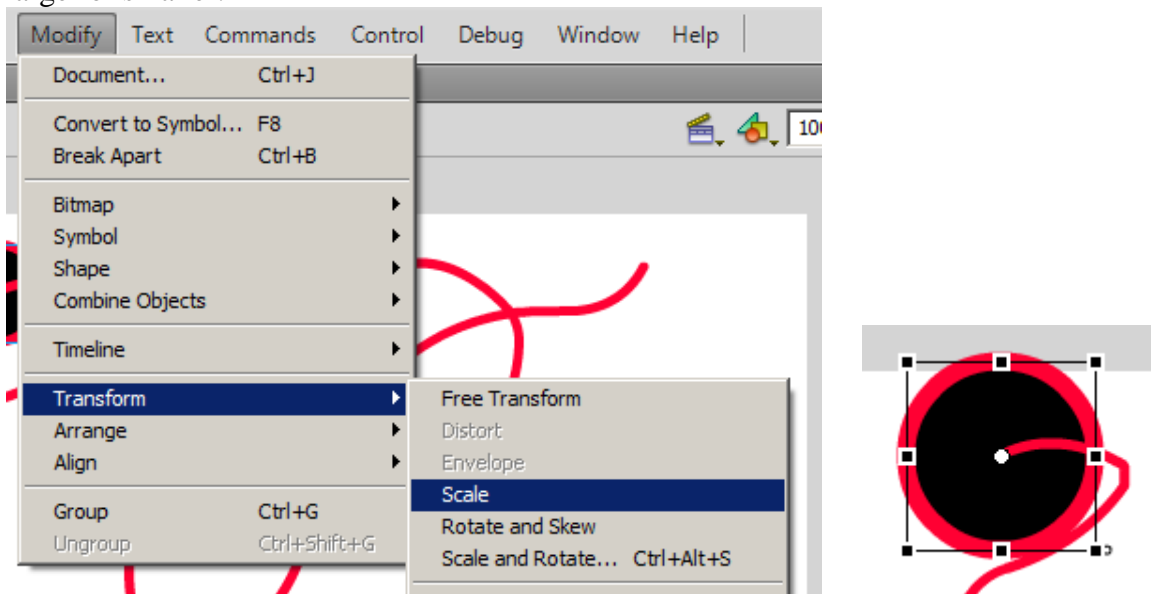 Modify Text Commands Control Debug Window Help
Document... Ctrl+J
Convert to Symbol... F8
Break Apart Ctrl+B
Bitmap
Symbol
Shape
Combine Objects
Timeline
Transform
Arrange
Align
Group Ctrl+G
Ungroup Ctrl+Shift+G
Free Transform
Distort
Envelope
Scale
Rotate and Skew
Scale and Rotate... Ctrl+Alt+S